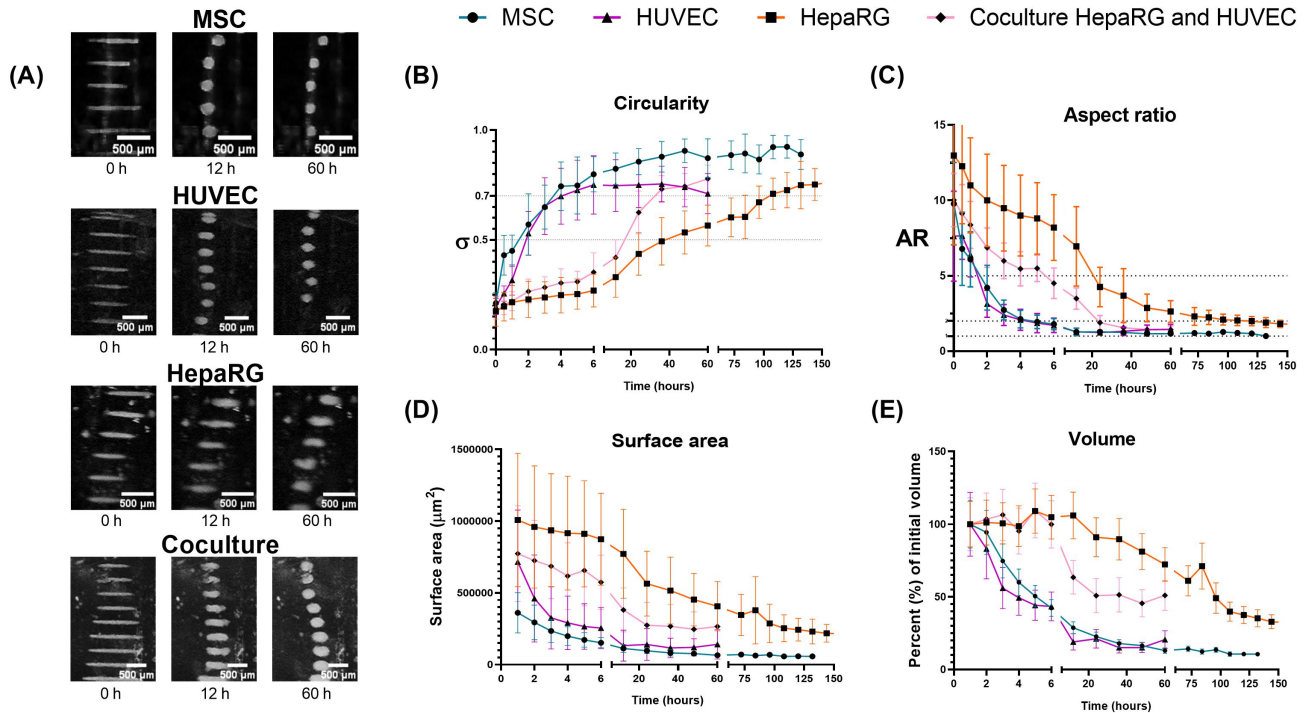 MSC HUVEC HepaRG Coculture HepaRG and HUVEC
(A)
MSC
500 µm 500 µm 500 µm
0 h 12 h 60 h
HUVEC
500 µm 500 µm 500 µm
0 h 12 h 60 h
HepaRG
500 µm 500 µm 500 µm
0 h 12 h 60 h
Coculture
500 µm 500 µm 500 µm
0 h 12 h 60 h
(B)
Circularity
σ
1.0
0.7
0.5
0.0
0 2 4 6 20 40 60 75 100 125 150
Time (hours)
(C)
Aspect ratio
AR
15
10
5
0
0 2 4 6 20 40 60 75 100 125 150
Time (hours)
(D)
Surface area
Surface area (µm²)
1500000
1000000
500000
0
0 2 4 6 20 40 60 75 100 125 150
Time (hours)
(E)
Volume
Percent (%) of initial volume
150
100
50
0
0 2 4 6 20 40 60 75 100 125 150
Time (hours)